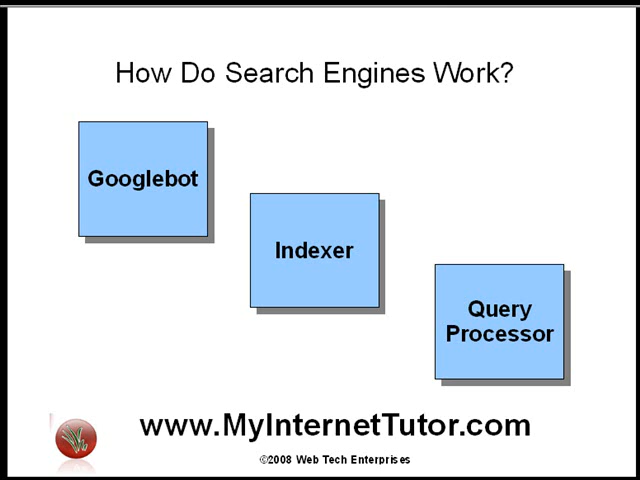 How Do Search Engines Work?
Googlebot
Indexer
Query
Processor
www.MyInternetTutor.com
©2008 Web Tech Enterprises